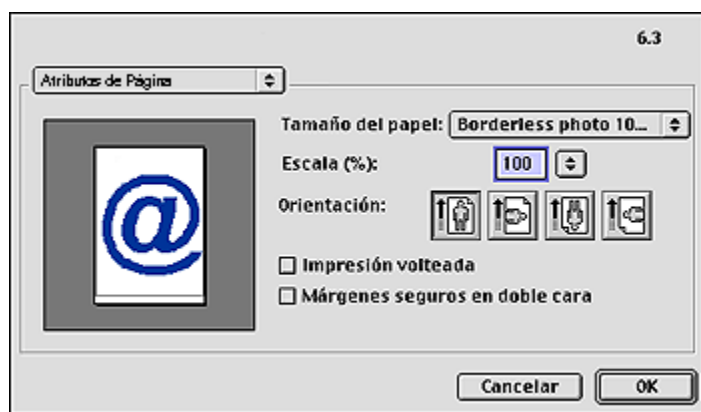 6.3
Atributos de Página
Tamaño del papel: Borderless photo 10...
Escala (%): 100
Orientación:
Impresión volteada
Márgenes seguros en doble cara
@
Cancelar OK